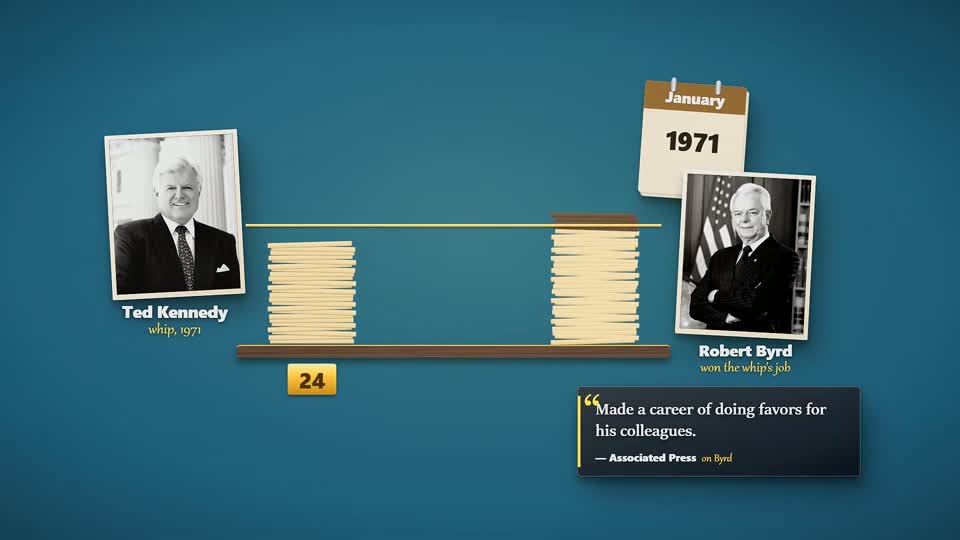 January
1971
Ted Kennedy
whip, 1971
Robert Byrd
won the whip's job
24
“Made a career of doing favors for
his colleagues.
— Associated Press on Byrd